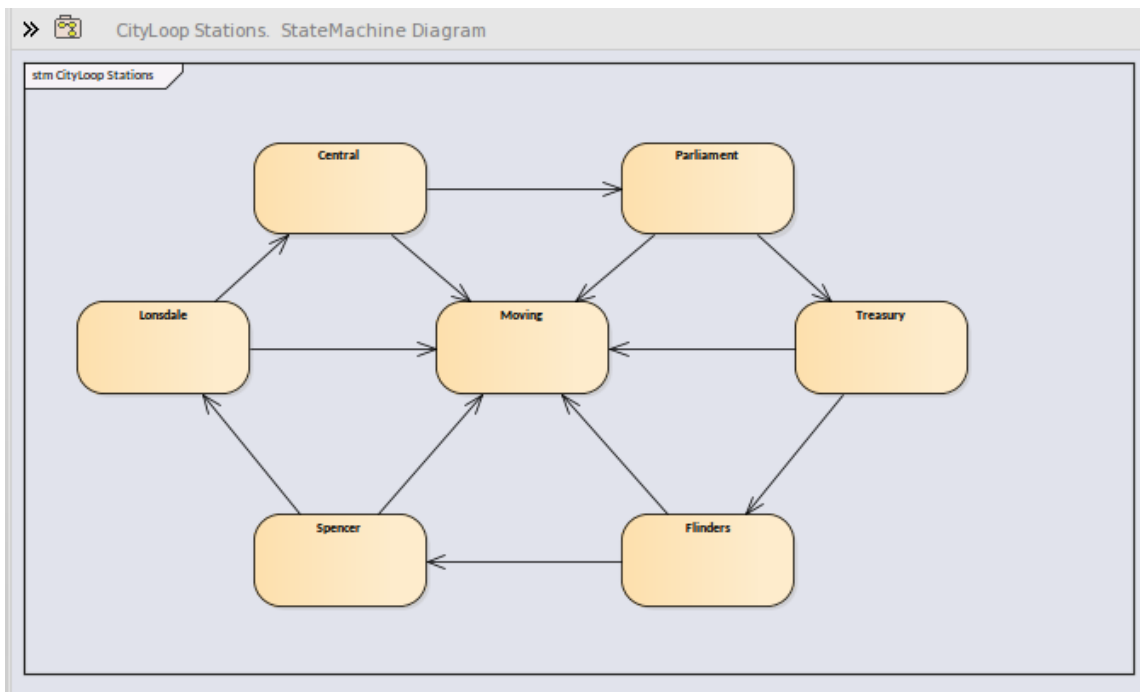 CityLoop Stations. StateMachine Diagram
stm CityLoop Stations
Central
Parliament
Lonsdale
Moving
Treasury
Spencer
Flinders